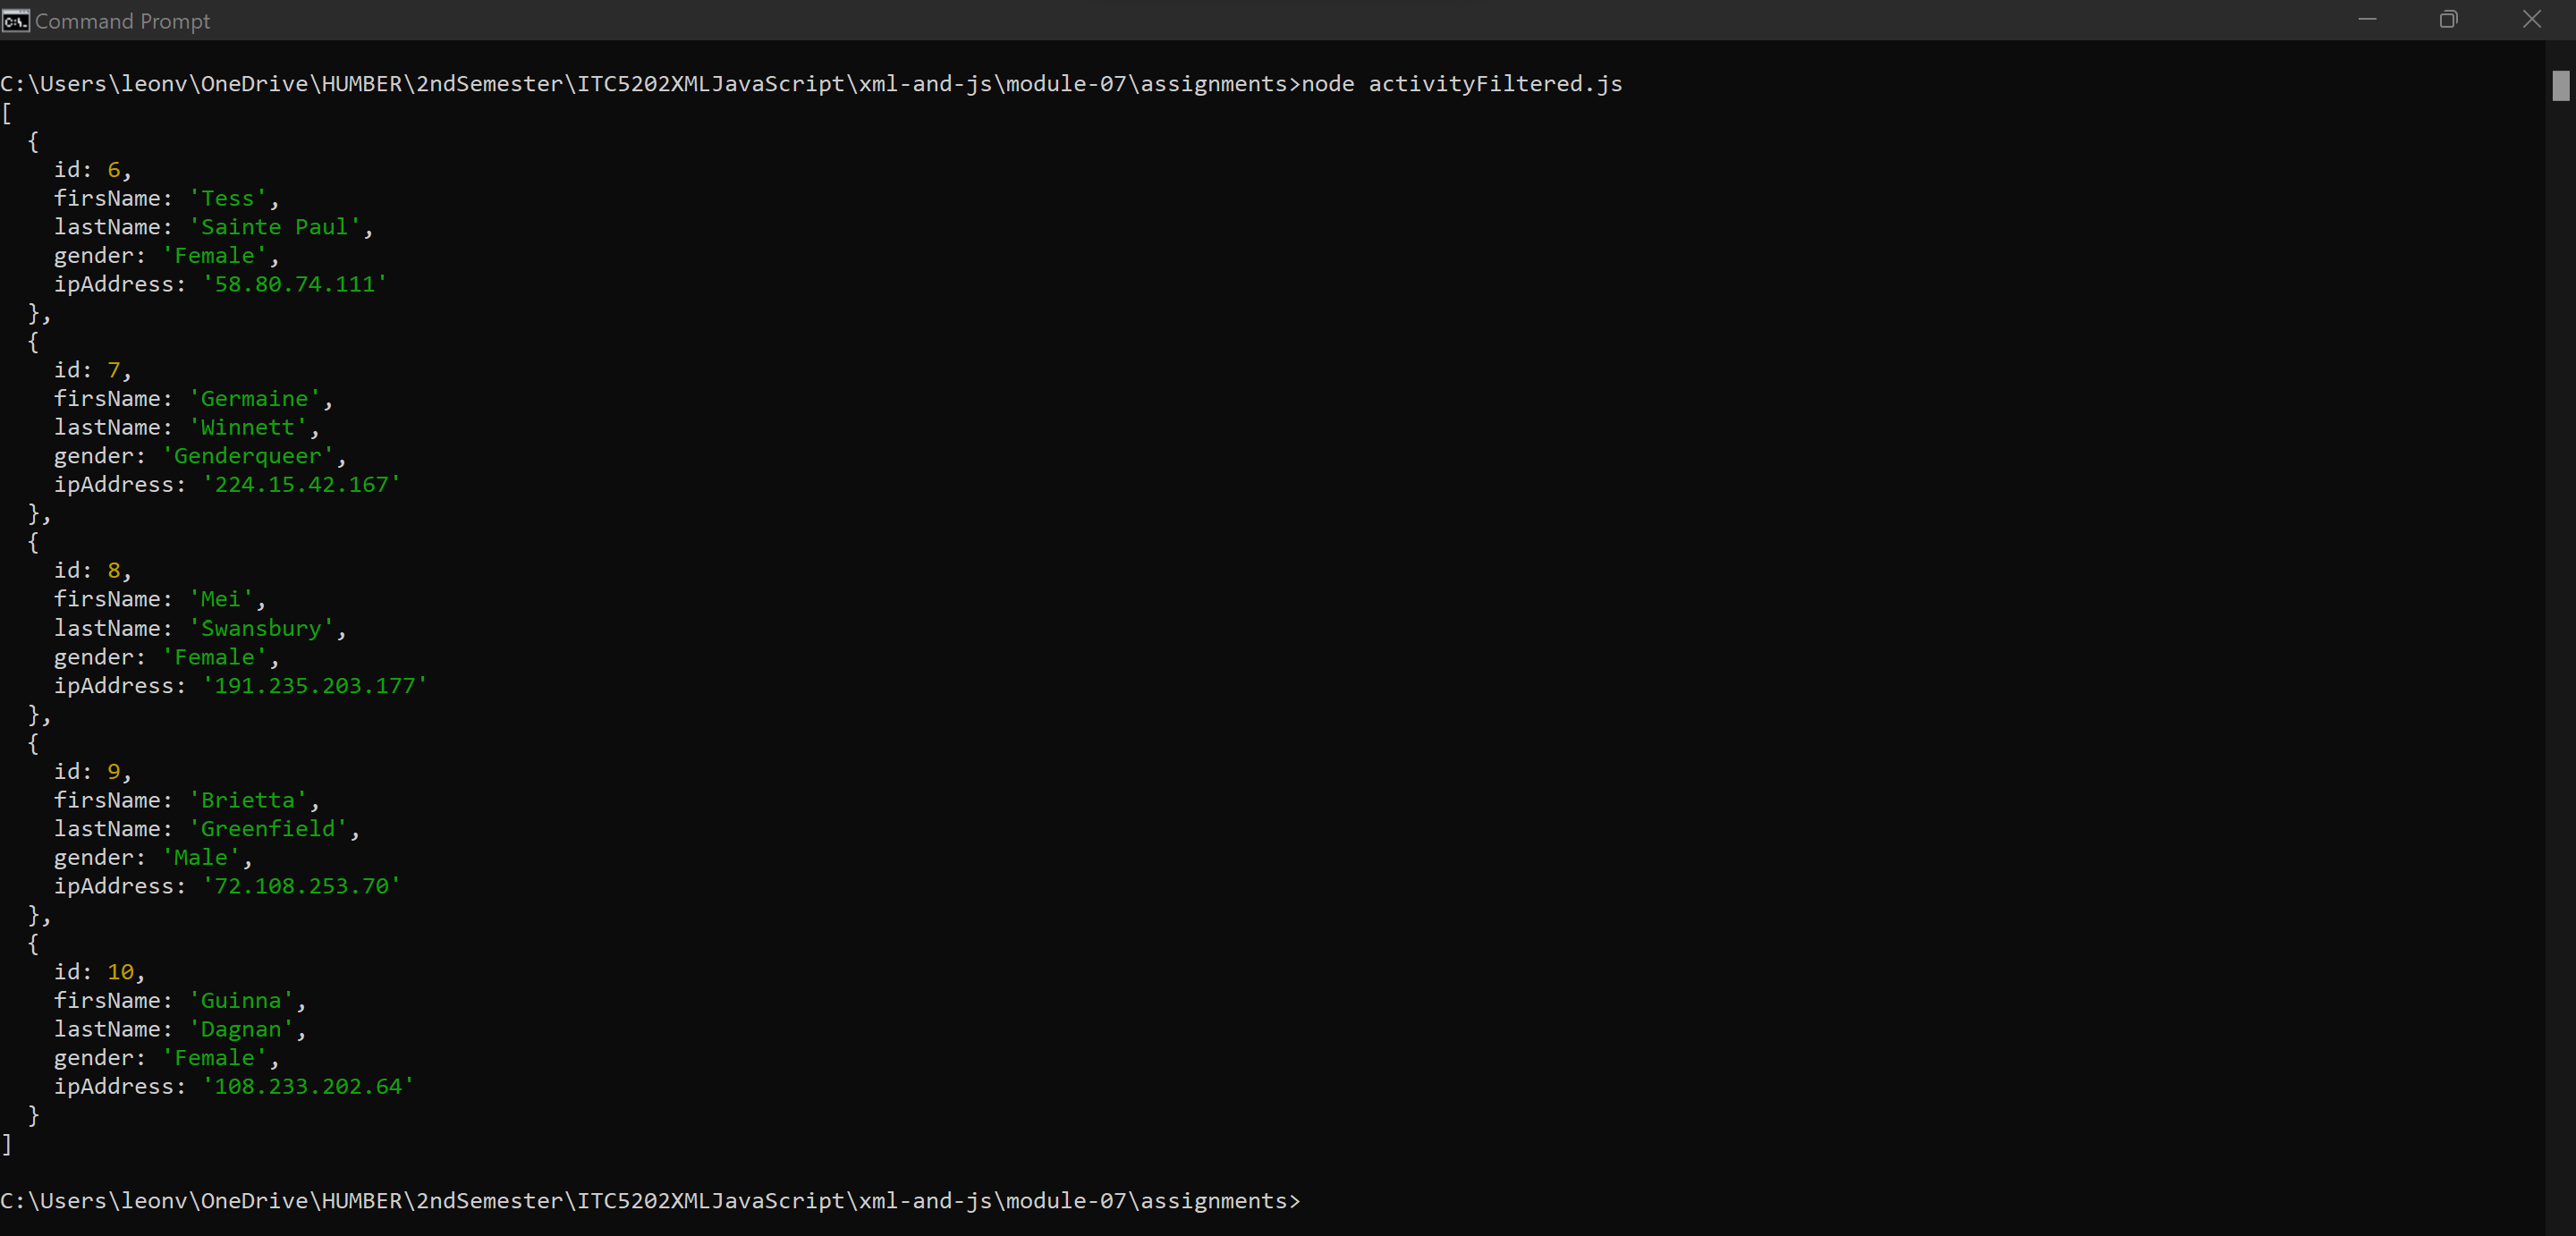 Command Prompt
C:\Users\leonv\OneDrive\HUMBER\2ndSemester\ITC5202XMLJavaScript\xml-and-js\module-07\assignments>node activityFiltered.js
[
  {
    id: 6,
    firsName: 'Tess',
    lastName: 'Sainte Paul',
    gender: 'Female',
    ipAddress: '58.80.74.111'
  },
  {
    id: 7,
    firsName: 'Germaine',
    lastName: 'Winnett',
    gender: 'Genderqueer',
    ipAddress: '224.15.42.167'
  },
  {
    id: 8,
    firsName: 'Mei',
    lastName: 'Swansbury',
    gender: 'Female',
    ipAddress: '191.235.203.177'
  },
  {
    id: 9,
    firsName: 'Brietta',
    lastName: 'Greenfield',
    gender: 'Male',
    ipAddress: '72.108.253.70'
  },
  {
    id: 10,
    firsName: 'Guinna',
    lastName: 'Dagnan',
    gender: 'Female',
    ipAddress: '108.233.202.64'
  }
]
C:\Users\leonv\OneDrive\HUMBER\2ndSemester\ITC5202XMLJavaScript\xml-and-js\module-07\assignments>